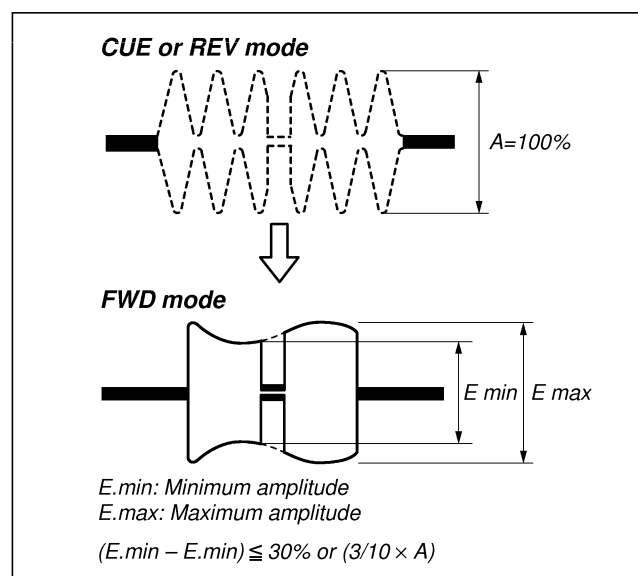 CUE or REV mode
A=100%
FWD mode
E min
E max
E.min: Minimum amplitude
E.max: Maximum amplitude
(E.min – E.min) ≦ 30% or (3/10 × A)